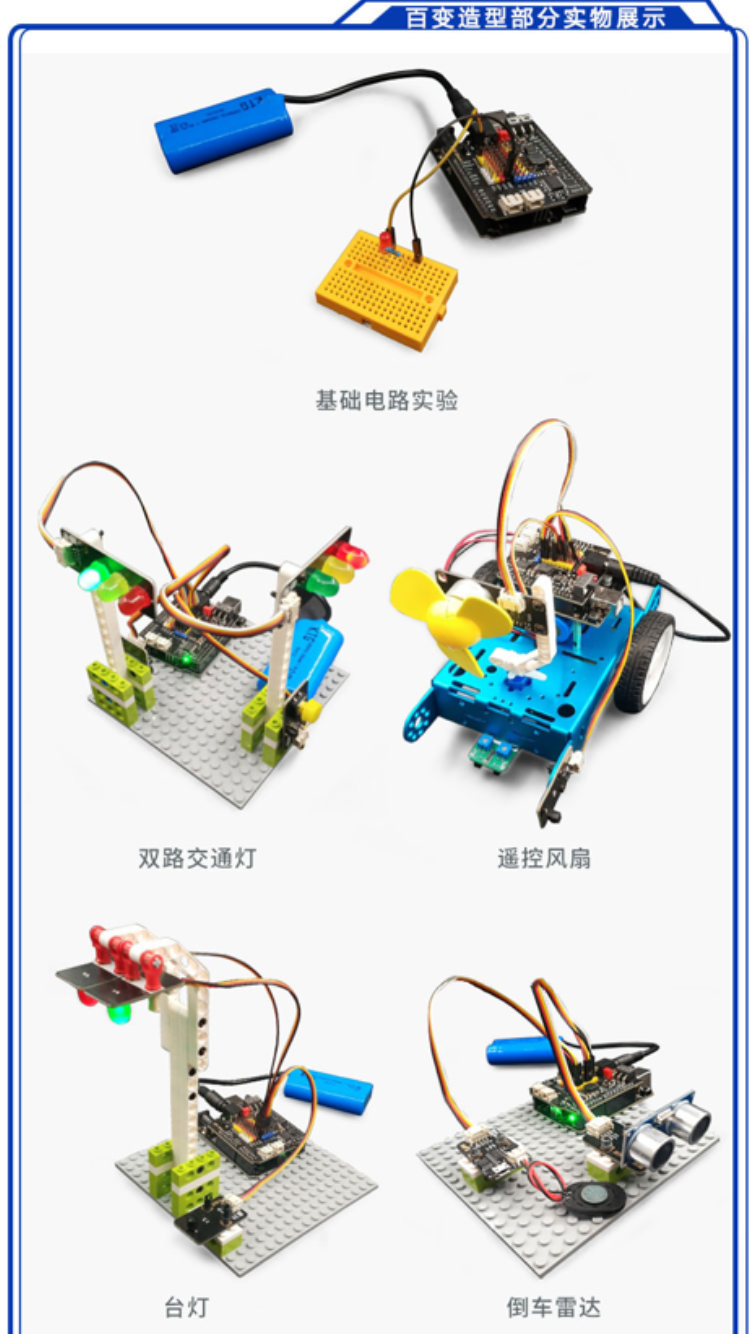 百变造型部分实物展示
基础电路实验
双路交通灯
遥控风扇
台灯
倒车雷达